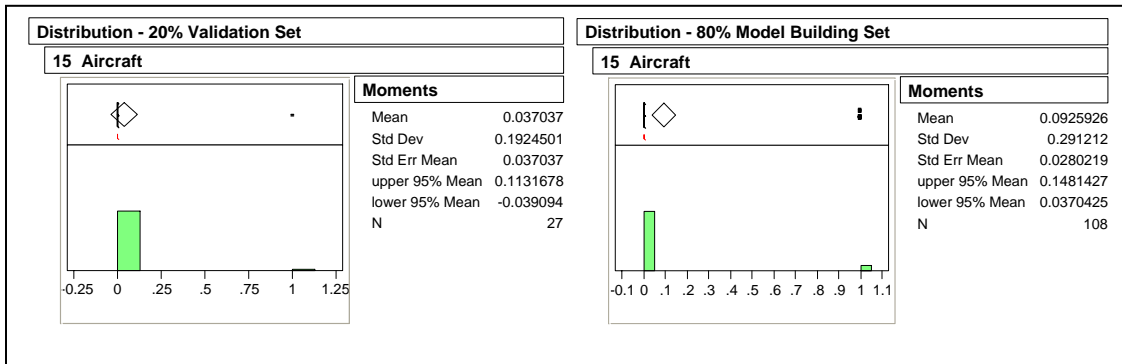 Distribution - 20% Validation Set
15 Aircraft
Moments
Mean 0.037037
Std Dev 0.1924501
Std Err Mean 0.037037
upper 95% Mean 0.1131678
lower 95% Mean -0.039094
N 27
-0.25 0 .25 .5 .75 1 1.25
Distribution - 80% Model Building Set
15 Aircraft
Moments
Mean 0.0925926
Std Dev 0.291212
Std Err Mean 0.0280219
upper 95% Mean 0.1481427
lower 95% Mean 0.0370425
N 108
-0.1 0 .1 .2 .3 .4 .5 .6 .7 .8 .9 1 1.1